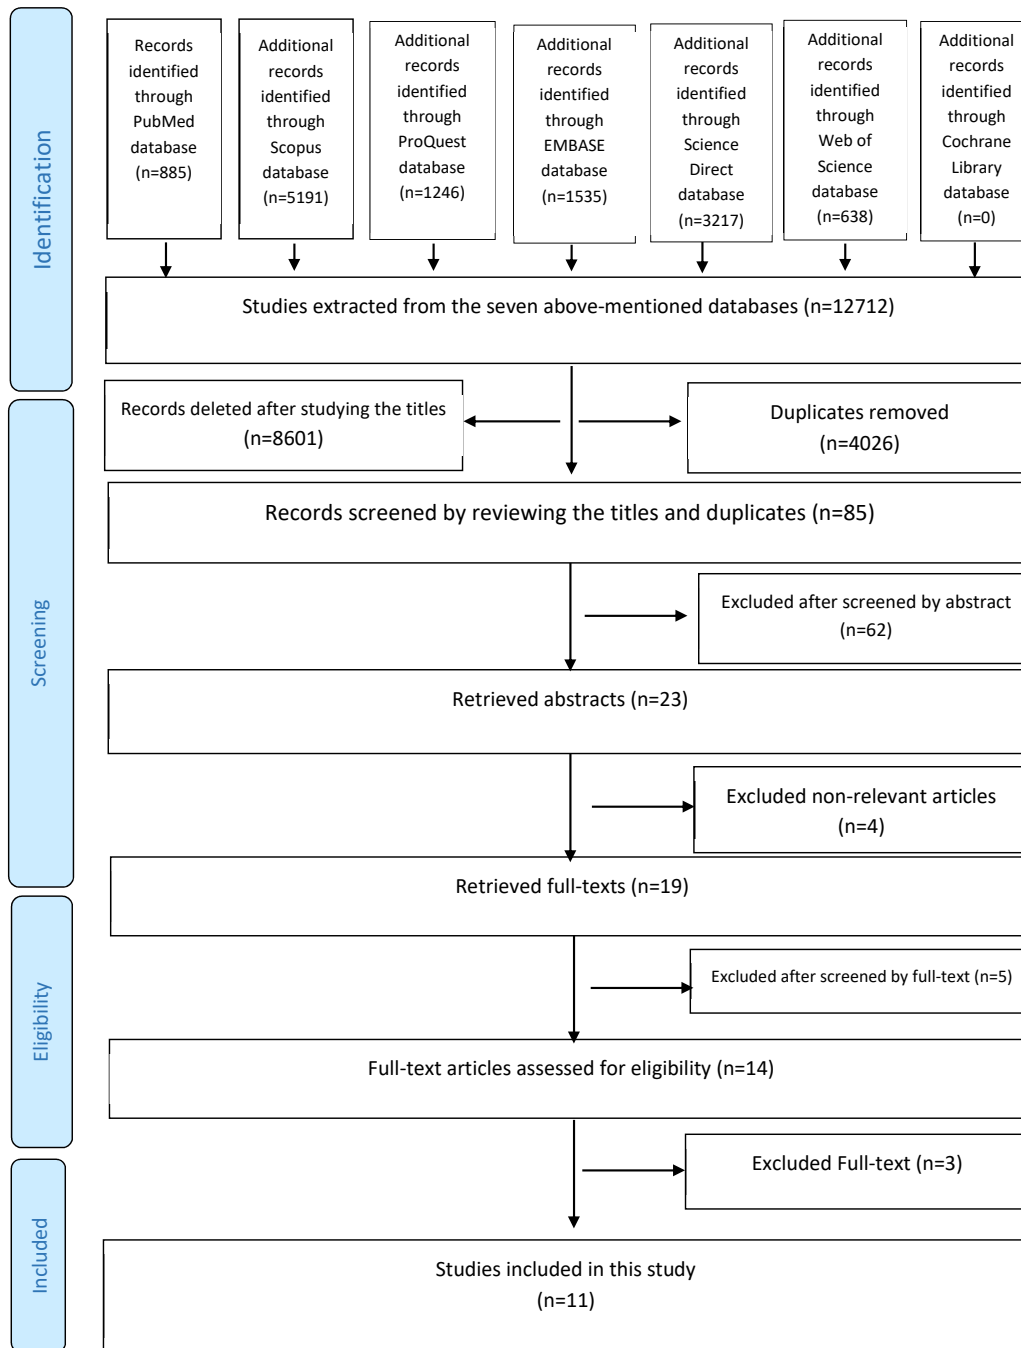 Identification
Records
identified
through
PubMed
database
(n=885)
Additional
records
identified
through
Scopus
database
(n=5191)
Additional
records
identified
through
ProQuest
database
(n=1246)
Additional
records
identified
through
EMBASE
database
(n=1535)
Additional
records
identified
through
Science
Direct
database
(n=3217)
Additional
records
identified
through
Web of
Science
database
(n=638)
Additional
records
identified
through
Cochrane
Library
database
(n=0)
Studies extracted from the seven above-mentioned databases (n=12712)
Screening
Records deleted after studying the titles
(n=8601)
Duplicates removed
(n=4026)
Records screened by reviewing the titles and duplicates (n=85)
Excluded after screened by abstract
(n=62)
Retrieved abstracts (n=23)
Excluded non-relevant articles
(n=4)
Retrieved full-texts (n=19)
Eligibility
Excluded after screened by full-text (n=5)
Full-text articles assessed for eligibility (n=14)
Included
Excluded Full-text (n=3)
Studies included in this study
(n=11)